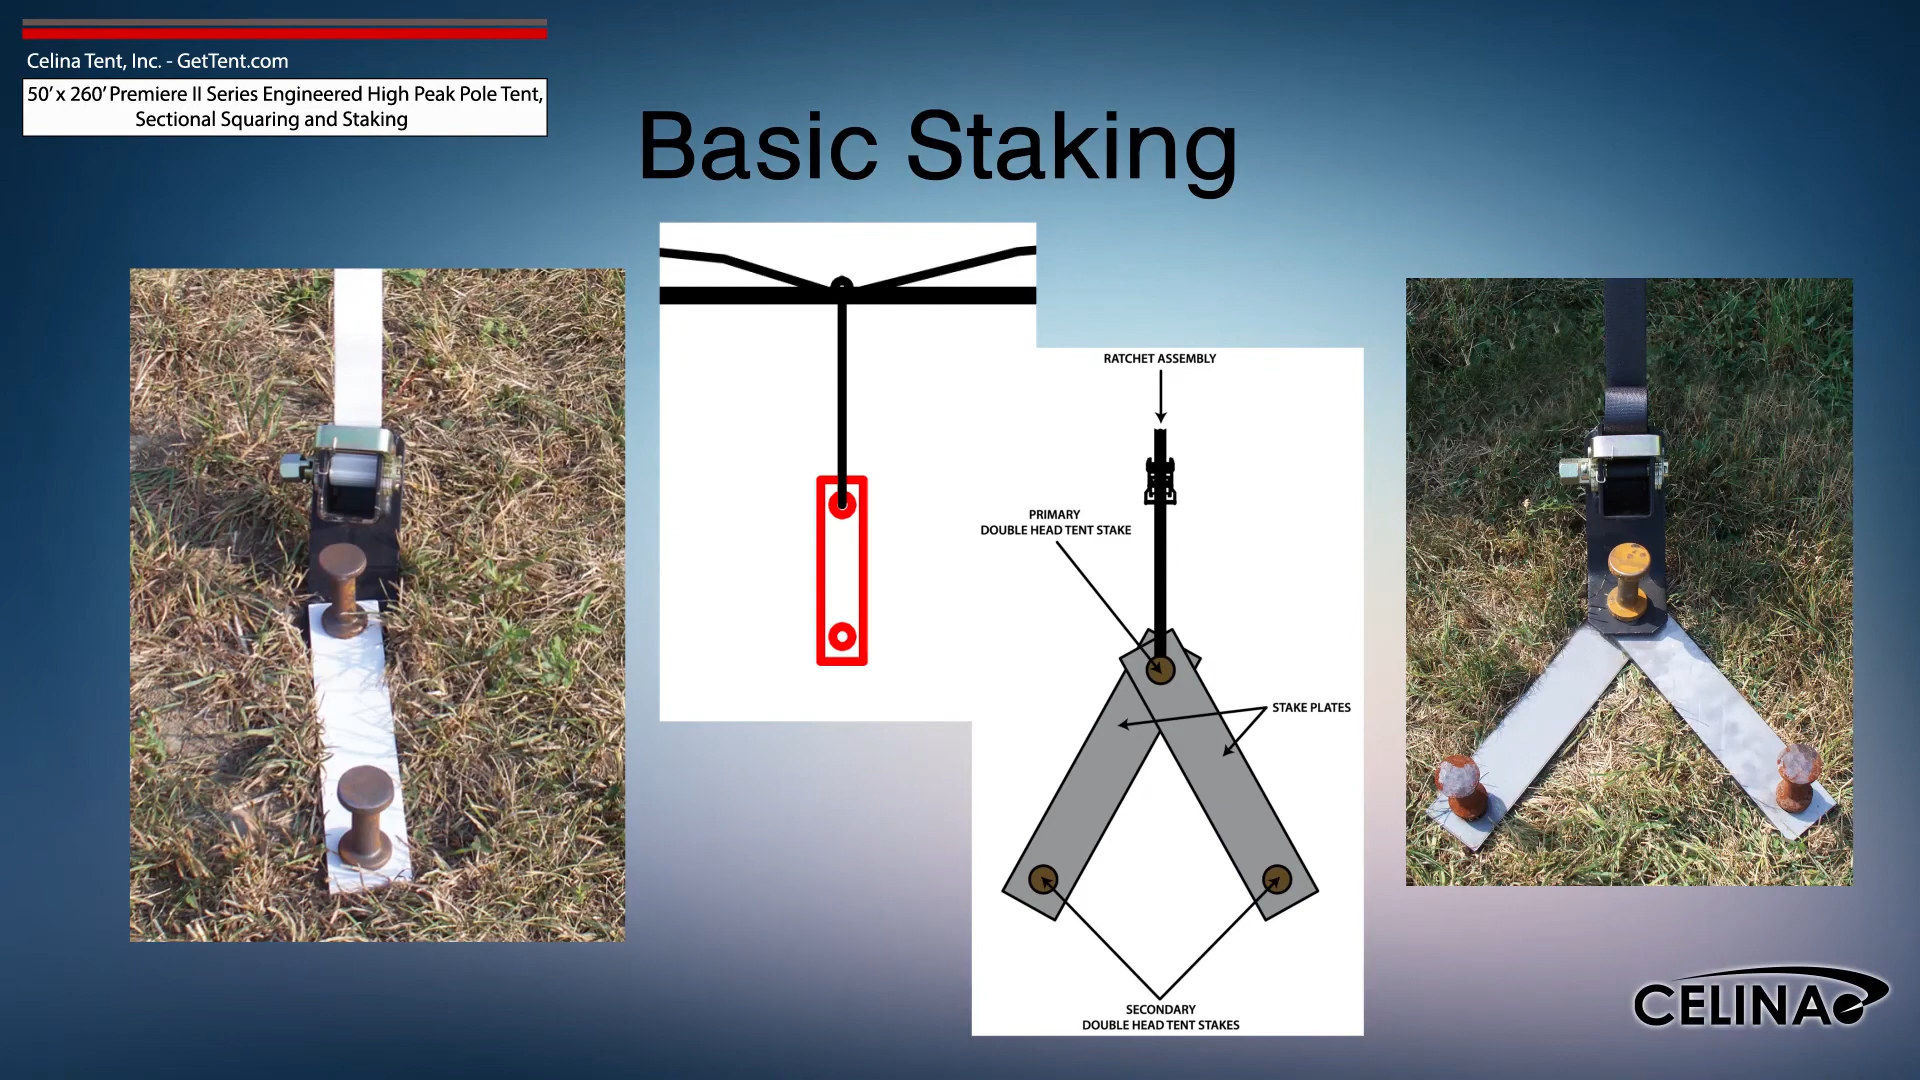 Celina Tent, Inc. - GetTent.com
50’ x 260’ Premiere II Series Engineered High Peak Pole Tent,
Sectional Squaring and Staking
Basic Staking
RATCHET ASSEMBLY
PRIMARY
DOUBLE HEAD TENT STAKE
STAKE PLATES
SECONDARY
DOUBLE HEAD TENT STAKES
CELINA